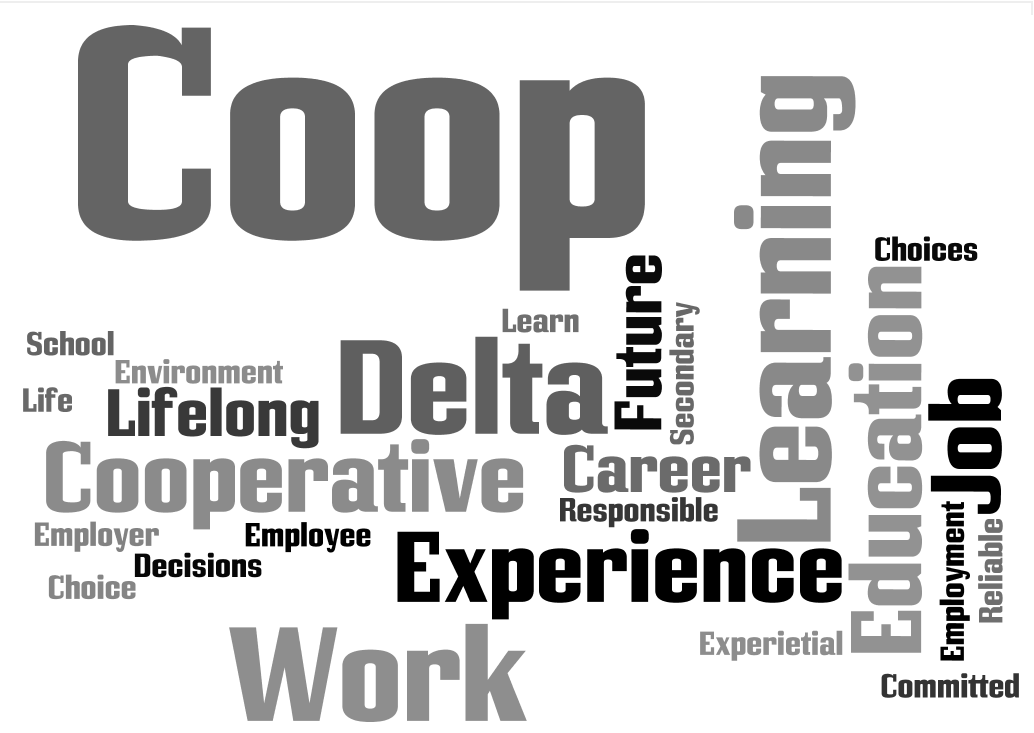 Coop
Learning
Choices
Future
Education
Learn
Secondary
School
Delta
Environment
Job
Life
Lifelong
Cooperative
Career
Responsible
Employment
Reliable
Employer
Employee
Experience
Decisions
Choice
Experietial
Work
Committed